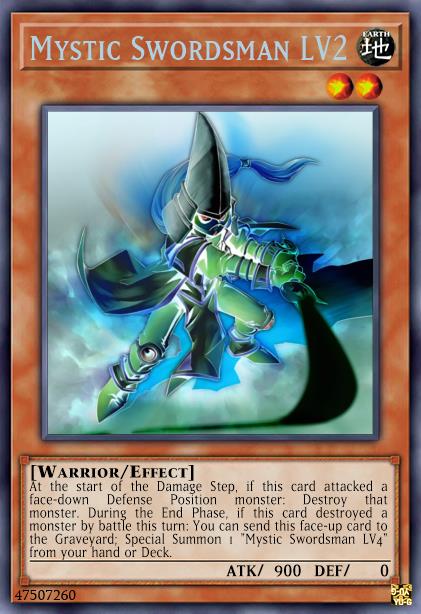 Mystic Swordsman LV2
EARTH
地
[Warrior/Effect]
At the start of the Damage Step, if this card attacked a
face-down Defense Position monster: Destroy that
monster. During the End Phase, if this card destroyed a
monster by battle this turn: You can send this face-up card to
the Graveyard; Special Summon 1 "Mystic Swordsman LV4"
from your hand or Deck.
ATK/ 900 DEF/ 0
47507260